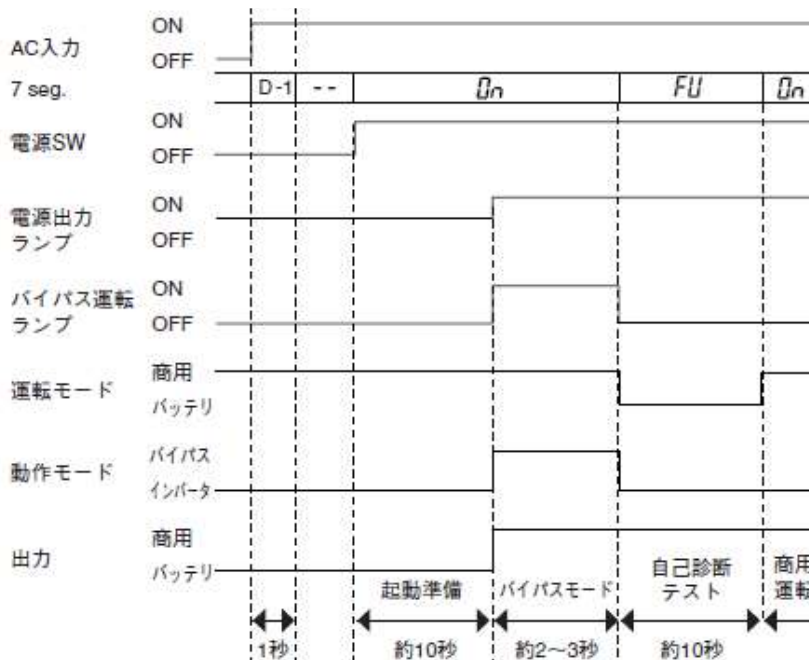 AC入力
ON
OFF
7 seg.
D-1
--
On
FU
On
電源SW
ON
OFF
電源出力
ランプ
ON
OFF
バイパス運転
ランプ
ON
OFF
運転モード
商用
バッテリ
動作モード
バイパス
インバータ
出力
商用
バッテリ
起動準備
バイパスモード
自己診断
テスト
商用
運転
1秒
約10秒
約2～3秒
約10秒